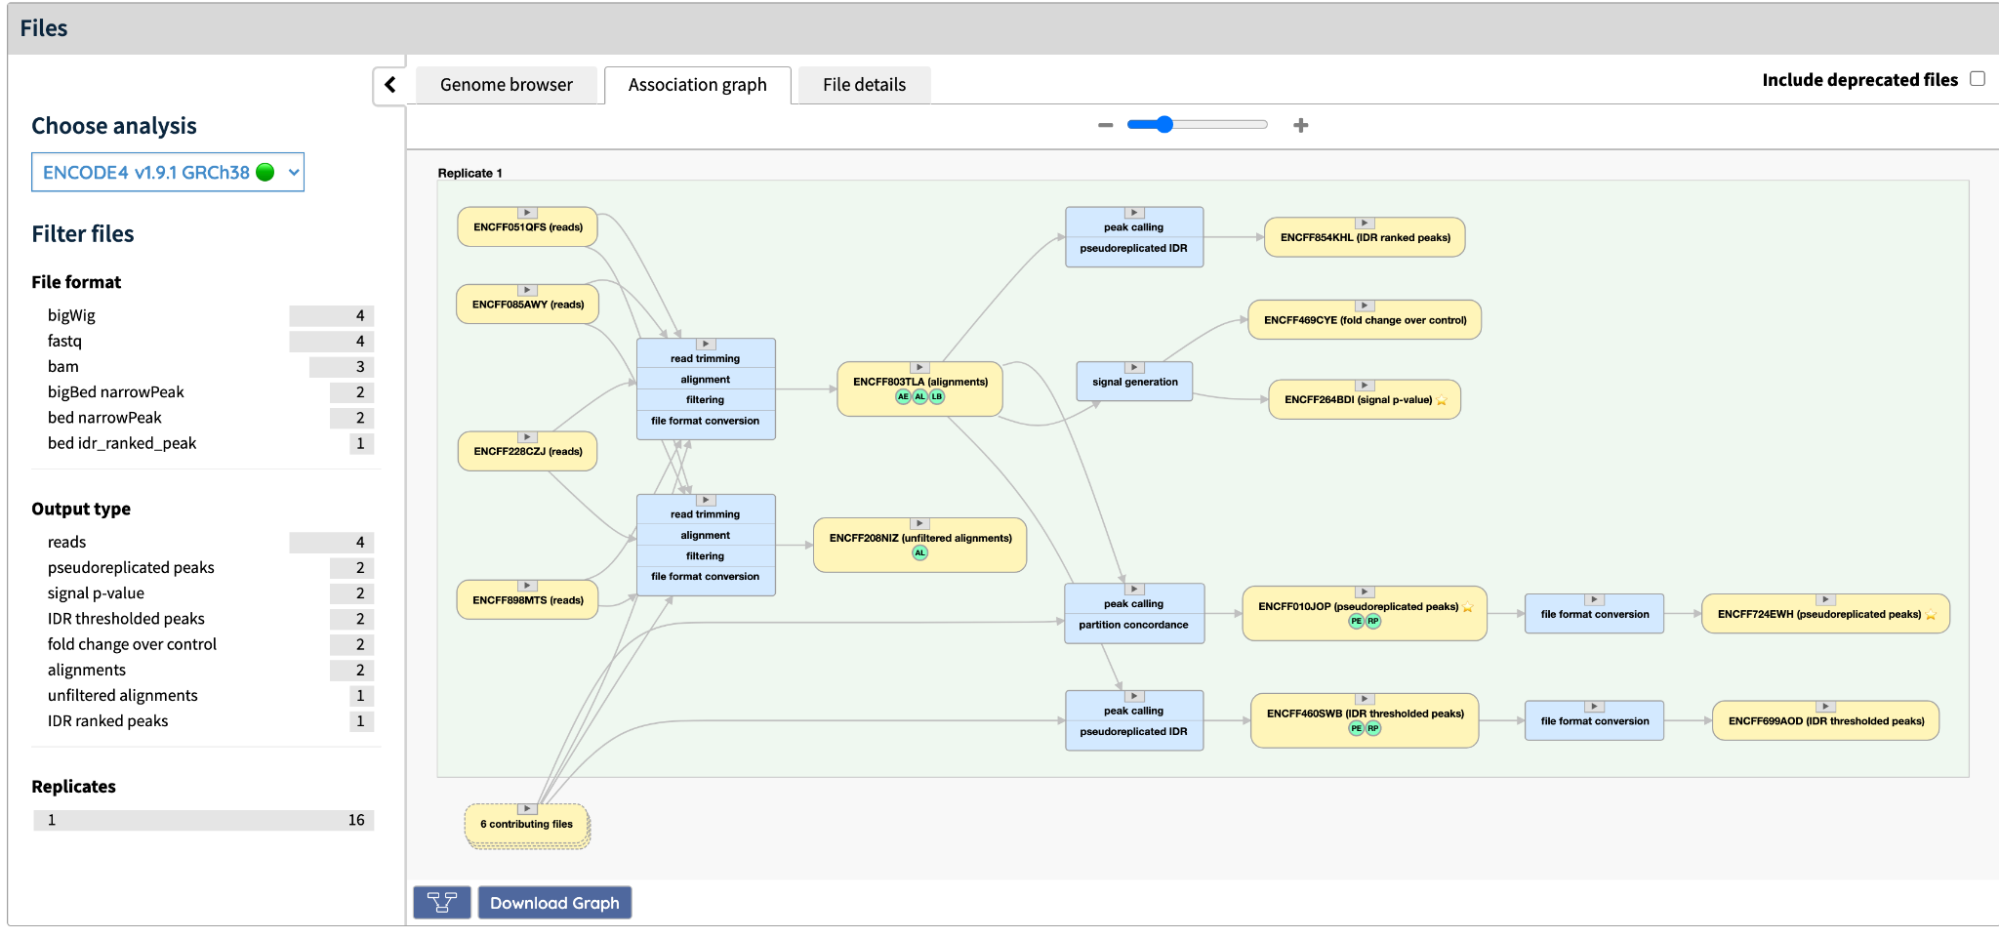 Files
Genome browser
Association graph
File details
Include deprecated files
Choose analysis
ENCODE4 v1.9.1 GRCh38
Filter files
File format
bigWig 4
fastq 4
bam 3
bigBed narrowPeak 2
bed narrowPeak 2
bed idr_ranked_peak 1
Output type
reads 4
pseudoreplicated peaks 2
signal p-value 2
IDR thresholded peaks 2
fold change over control 2
alignments 2
unfiltered alignments 1
IDR ranked peaks 1
Replicates
1 16
Replicate 1
ENCFF051QFS (reads)
ENCFF085AWY (reads)
ENCFF228CZJ (reads)
ENCFF898MTS (reads)
6 contributing files
read trimming
alignment
filtering
file format conversion
read trimming
alignment
filtering
file format conversion
ENCFF803TLA (alignments)
AE AL LB
ENCFF208NIZ (unfiltered alignments)
AL
peak calling
pseudoreplicated IDR
ENCFF854KHL (IDR ranked peaks)
signal generation
ENCFF469CYE (fold change over control)
ENCFF264BDI (signal p-value)
peak calling
partition concordance
ENCFF010JOP (pseudoreplicated peaks)
PE RP
file format conversion
ENCFF724EWH (pseudoreplicated peaks)
peak calling
pseudoreplicated IDR
ENCFF460SWB (IDR thresholded peaks)
PE RP
file format conversion
ENCFF699AOD (IDR thresholded peaks)
Download Graph